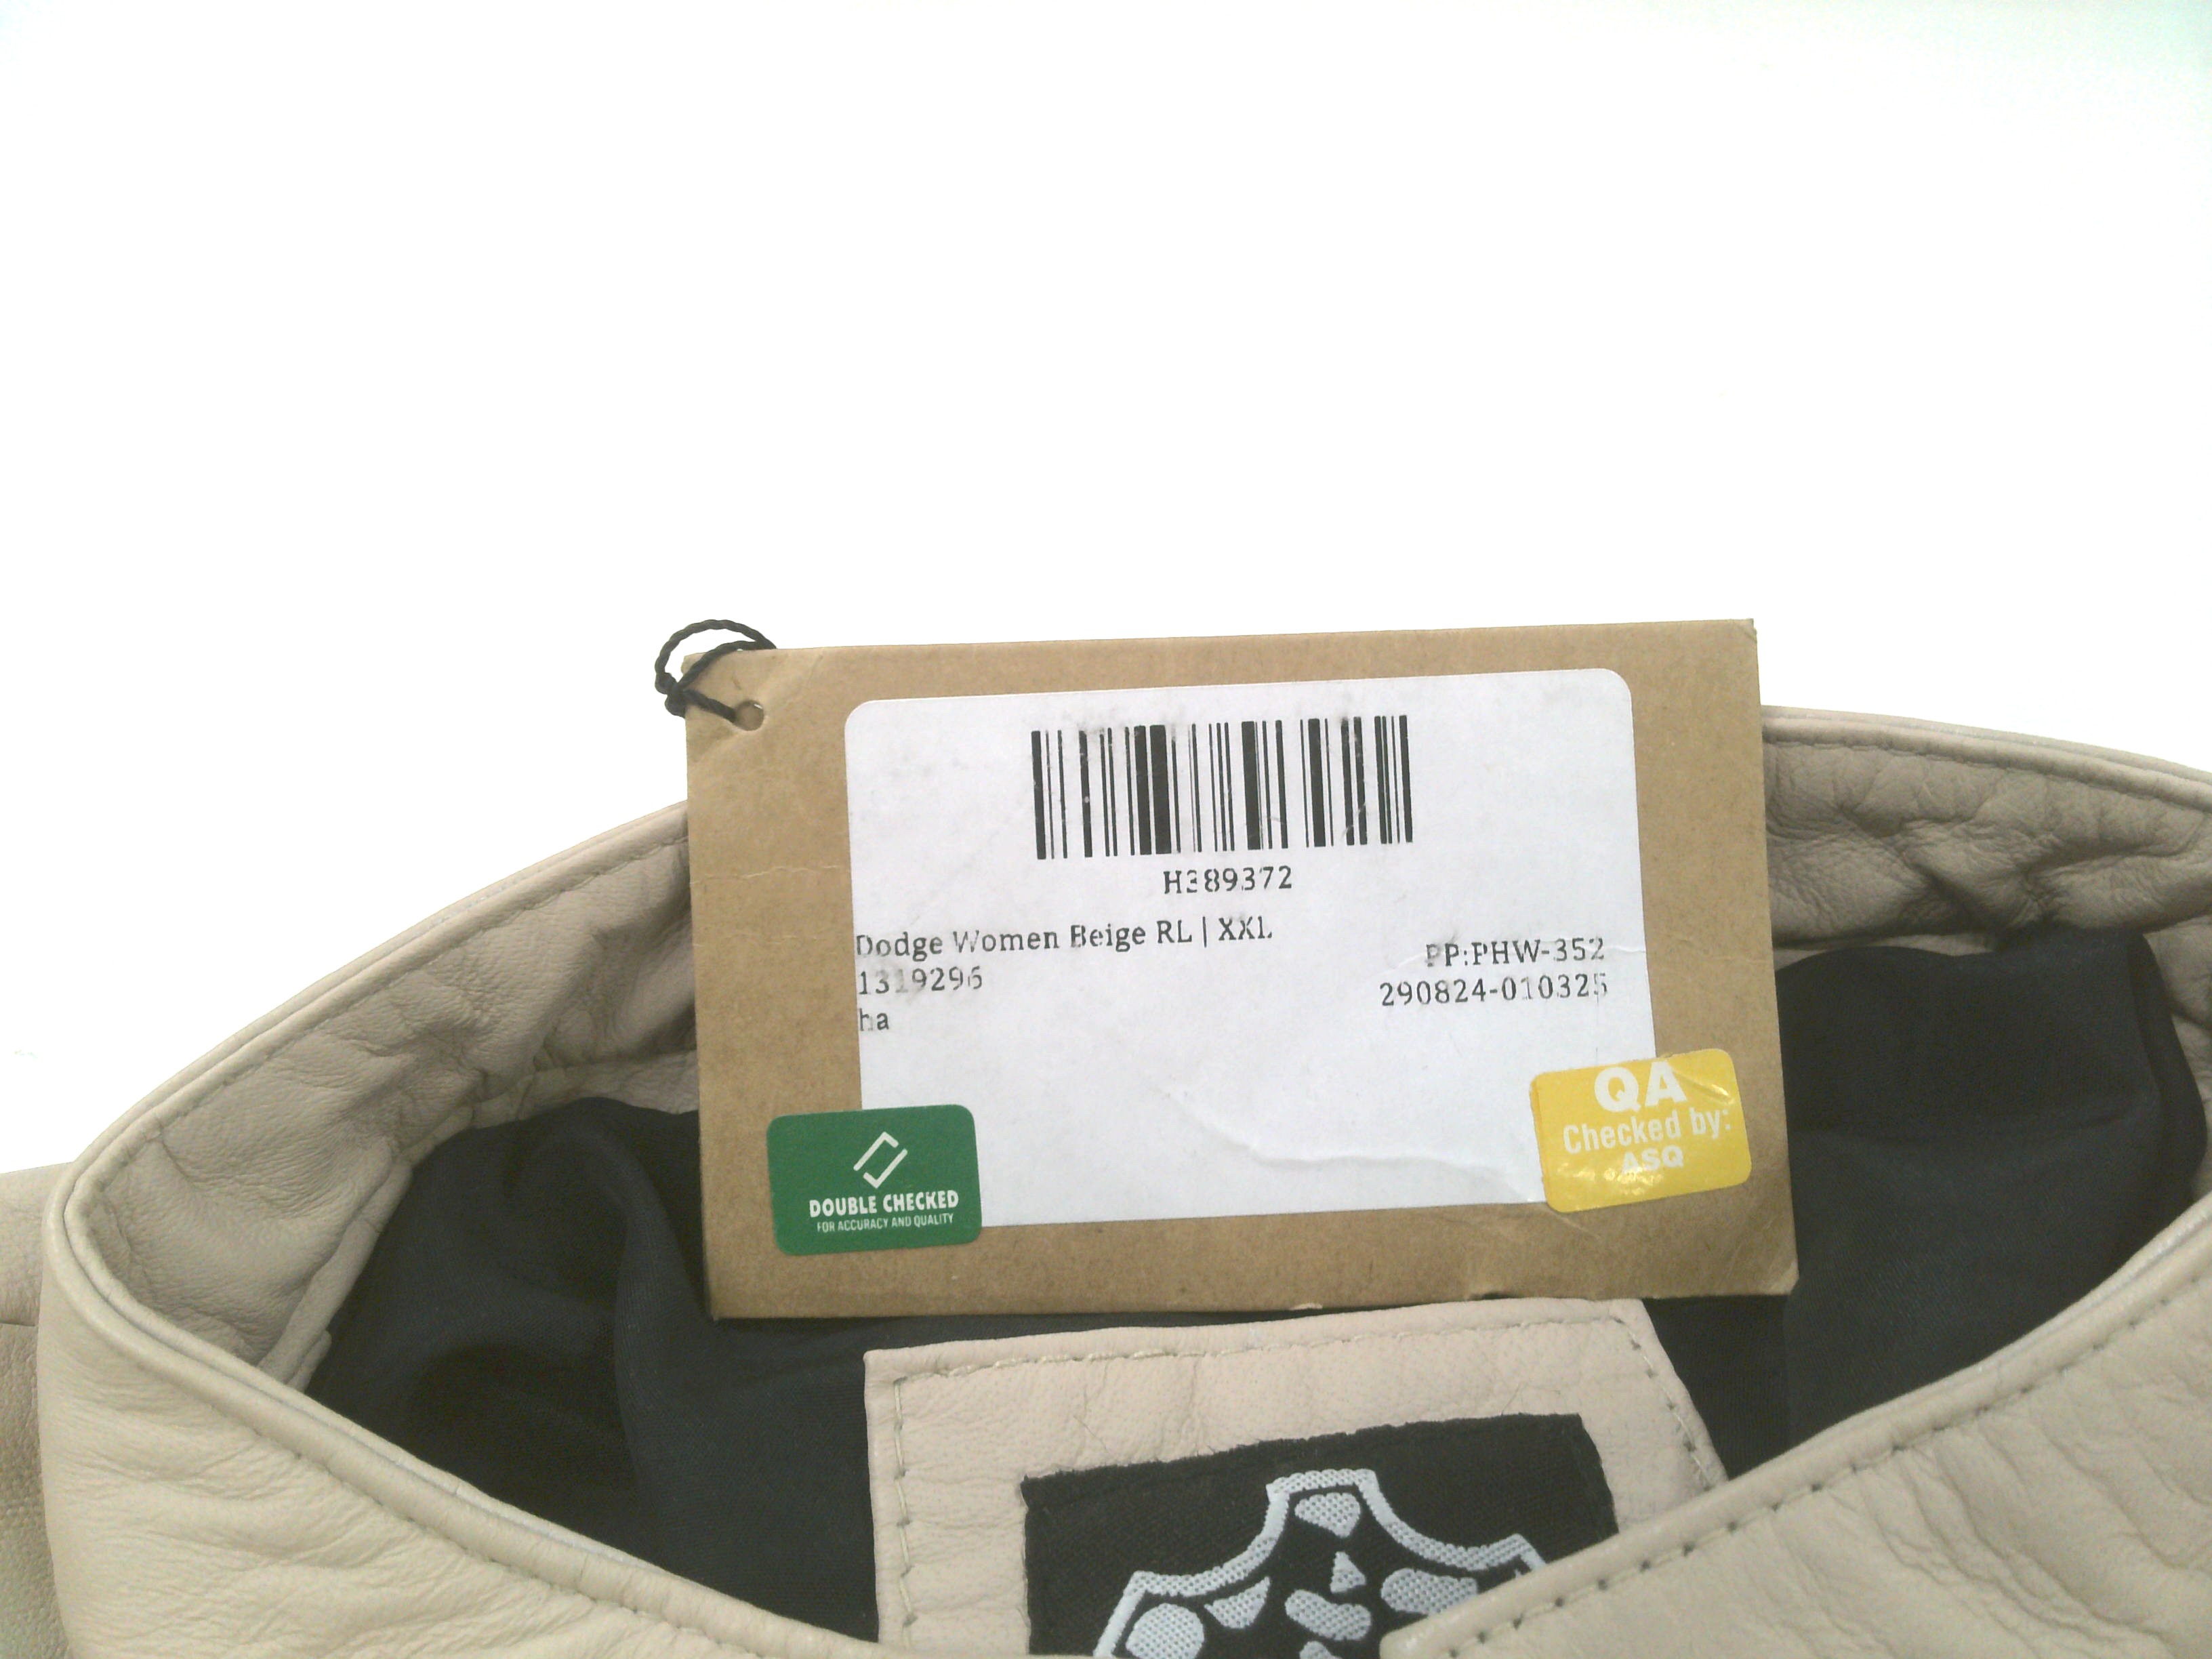 H389372
Dodge Women Beige RL | XXL
1319296
ha
PP:PHW-352
290824-010325
DOUBLE CHECKED
FOR ACCURACY AND QUALITY
QA
Checked by:
ASQ